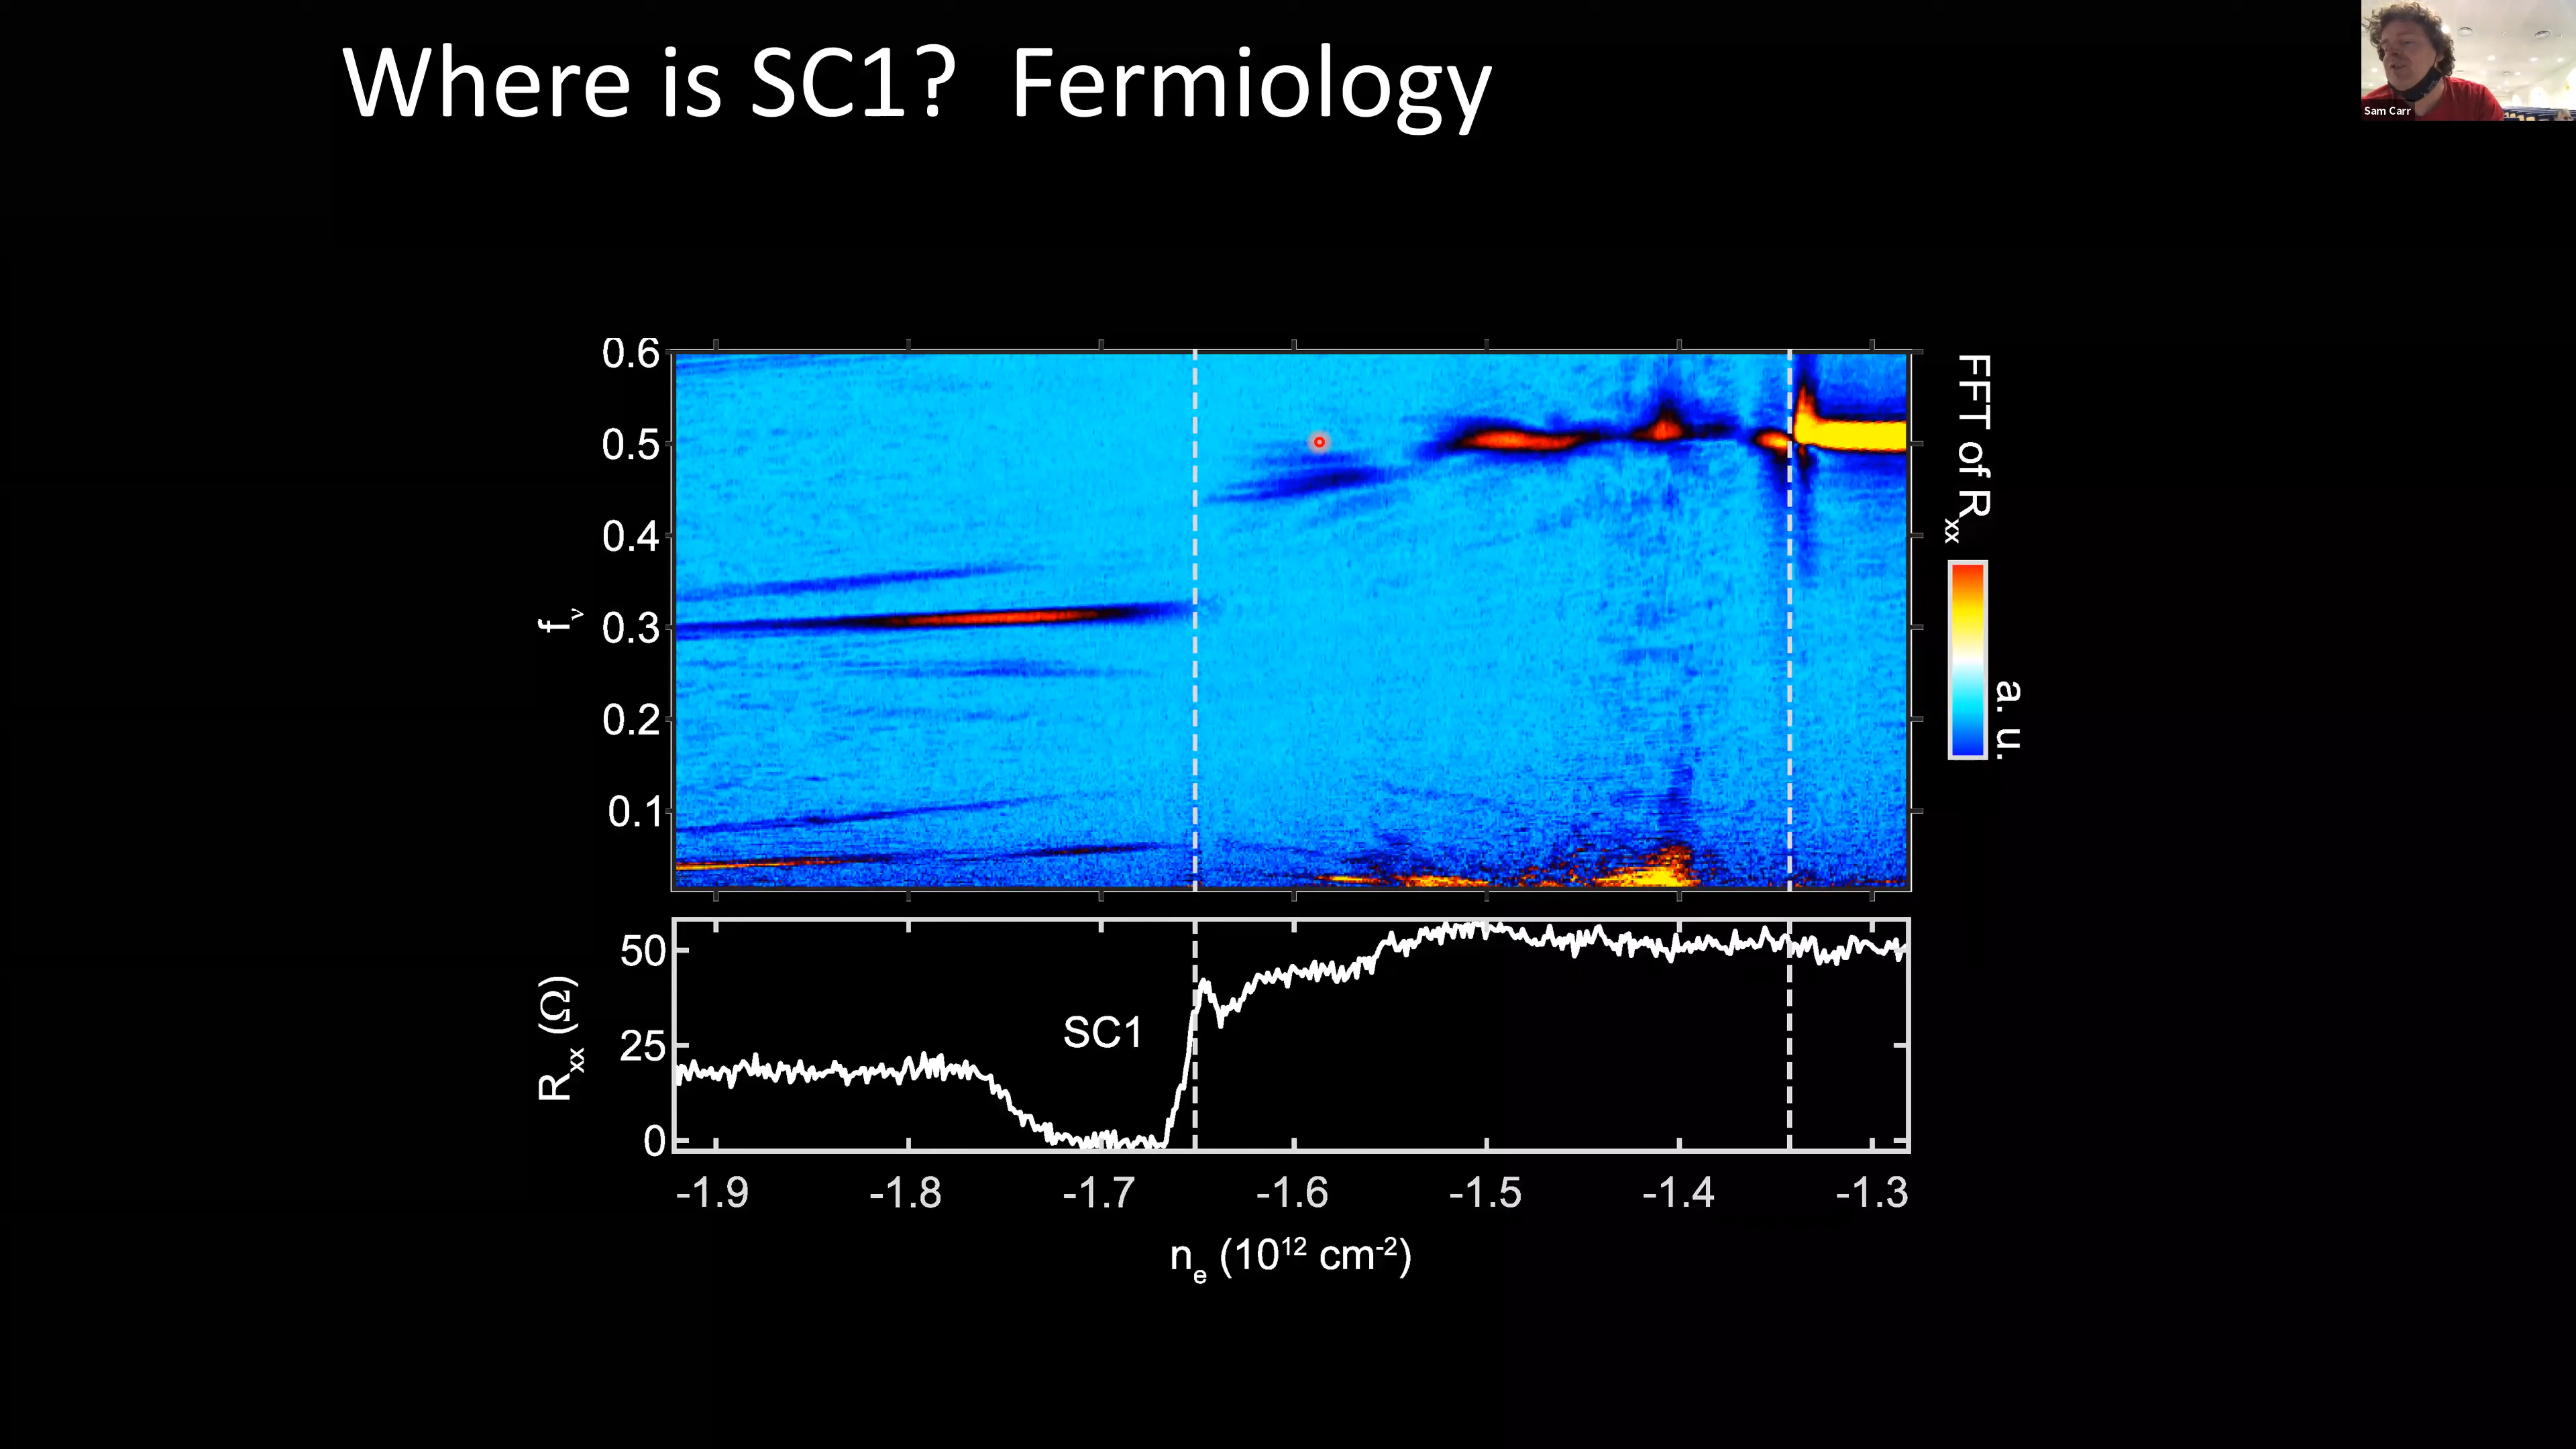 Where is SC1?  Fermiology
Sam Carr
0.6
0.5
0.4
0.3
0.2
0.1
fν
FFT of Rxx
a. u.
50
25
0
Rxx (Ω)
SC1
-1.9 -1.8 -1.7 -1.6 -1.5 -1.4 -1.3
ne (10¹² cm⁻²)